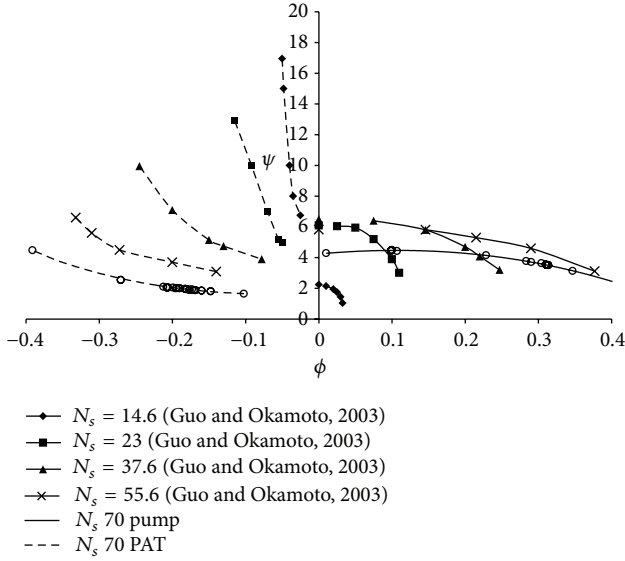 20
18
16
14
12
10
ψ
8
6
4
2
0
−0.4 −0.3 −0.2 −0.1 0 0.1 0.2 0.3 0.4
ϕ
N_s = 14.6 (Guo and Okamoto, 2003)
N_s = 23 (Guo and Okamoto, 2003)
N_s = 37.6 (Guo and Okamoto, 2003)
N_s = 55.6 (Guo and Okamoto, 2003)
N_s 70 pump
N_s 70 PAT